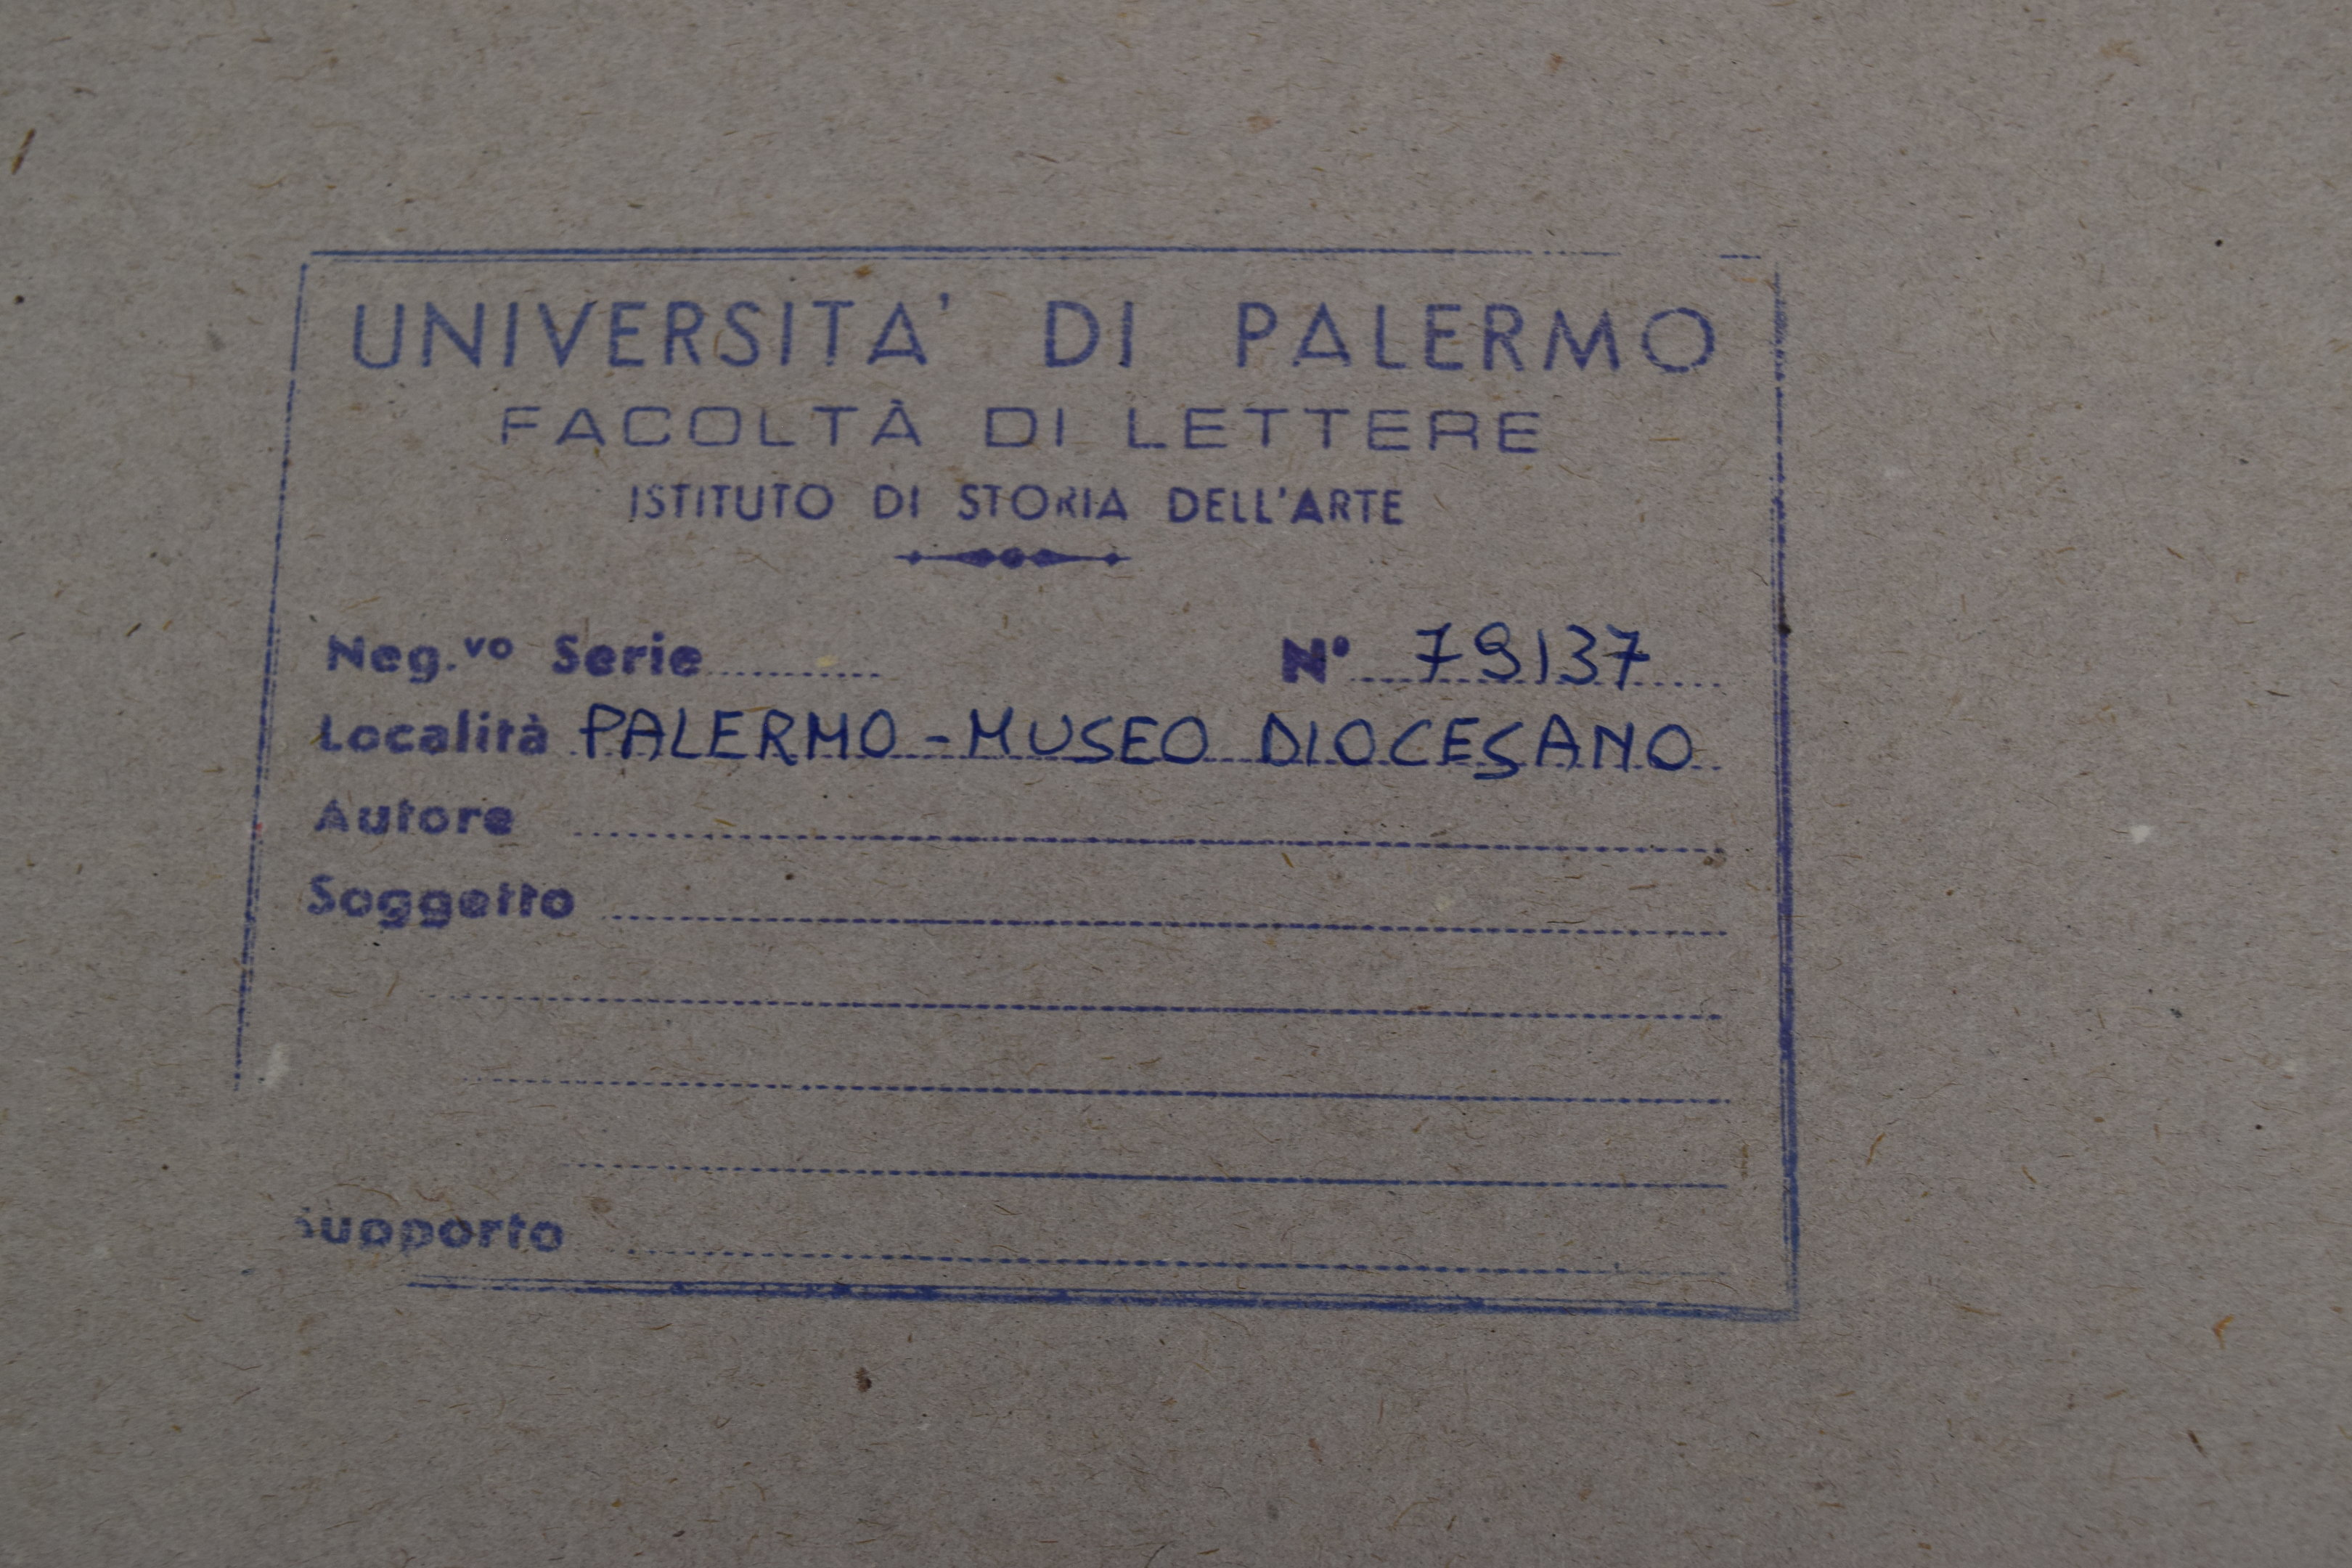 UNIVERSITA' DI PALERMO
FACOLTÀ DI LETTERE
ISTITUTO DI STORIA DELL'ARTE
Neg.vo Serie N° 79137
Località PALERMO - MUSEO DIOCESANO
Autore
Soggetto
Supporto